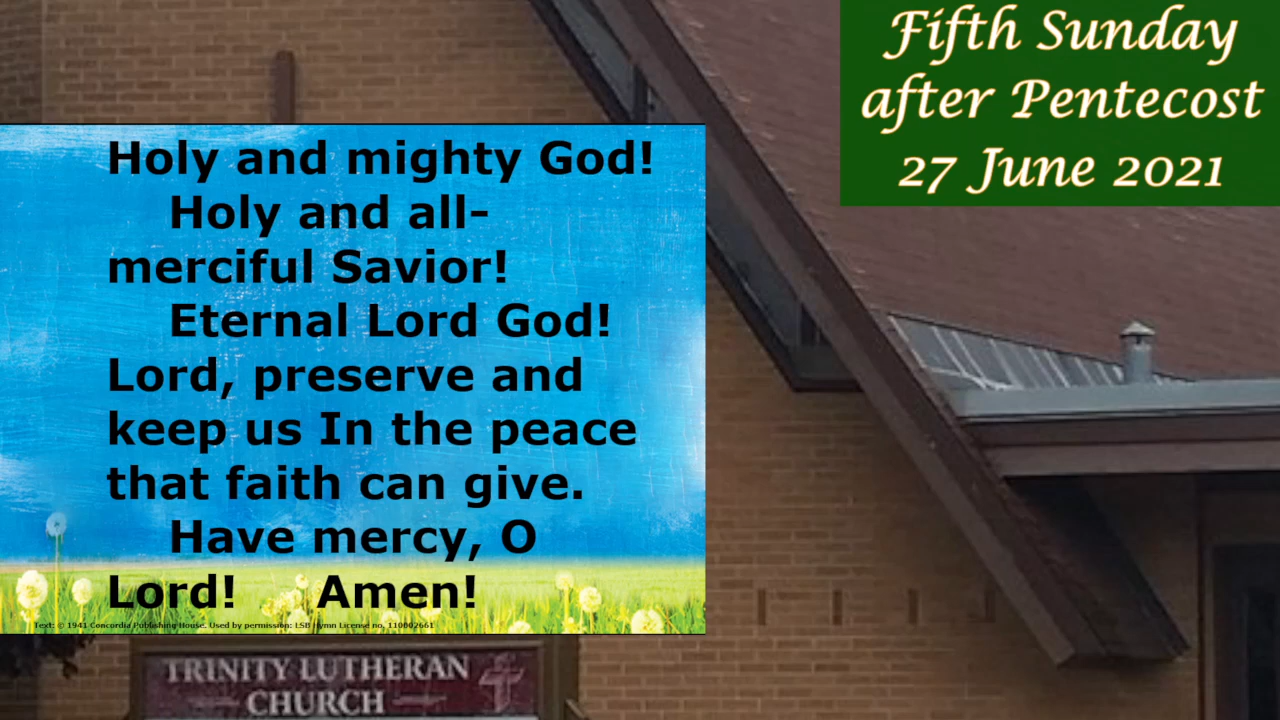 Fifth Sunday
after Pentecost
27 June 2021
Holy and mighty God!
Holy and all-
merciful Savior!
Eternal Lord God!
Lord, preserve and
keep us In the peace
that faith can give.
Have mercy, O
Lord! Amen!
Text: © 1941 Concordia Publishing House. Used by permission: LSB Hymn License no. 110002661
TRINITY LUTHERAN
CHURCH